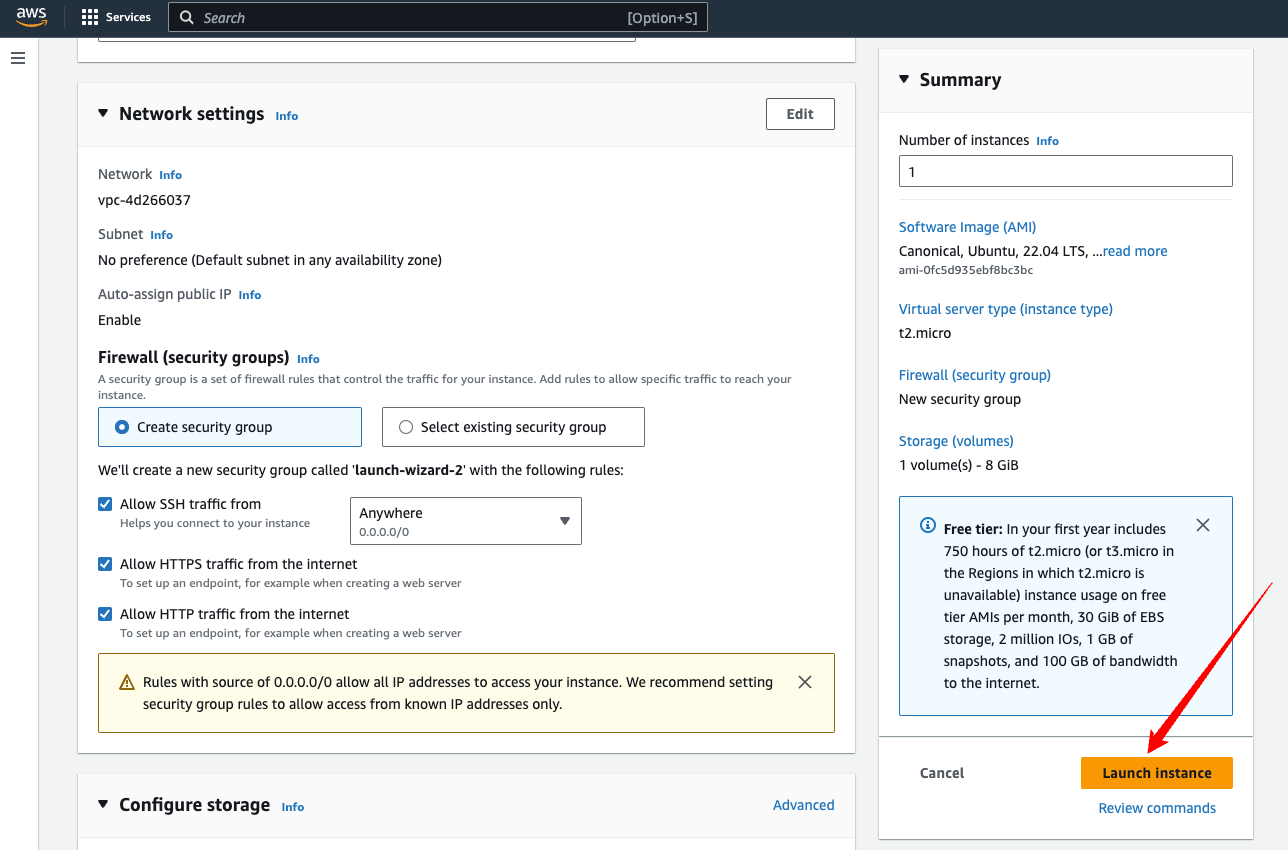 aws
Services
Search
[Option+S]
Network settings Info
Edit
Network Info
vpc-4d266037
Subnet Info
No preference (Default subnet in any availability zone)
Auto-assign public IP Info
Enable
Firewall (security groups) Info
A security group is a set of firewall rules that control the traffic for your instance. Add rules to allow specific traffic to reach your
instance.
Create security group
Select existing security group
We'll create a new security group called 'launch-wizard-2' with the following rules:
Allow SSH traffic from
Helps you connect to your instance
Anywhere
0.0.0.0/0
Allow HTTPS traffic from the internet
To set up an endpoint, for example when creating a web server
Allow HTTP traffic from the internet
To set up an endpoint, for example when creating a web server
Rules with source of 0.0.0.0/0 allow all IP addresses to access your instance. We recommend setting
security group rules to allow access from known IP addresses only.
Configure storage Info
Advanced
Summary
Number of instances Info
1
Software Image (AMI)
Canonical, Ubuntu, 22.04 LTS, ...read more
ami-0fc5d935ebf8bc3bc
Virtual server type (instance type)
t2.micro
Firewall (security group)
New security group
Storage (volumes)
1 volume(s) - 8 GiB
Free tier: In your first year includes
750 hours of t2.micro (or t3.micro in
the Regions in which t2.micro is
unavailable) instance usage on free
tier AMIs per month, 30 GiB of EBS
storage, 2 million IOs, 1 GB of
snapshots, and 100 GB of bandwidth
to the internet.
Cancel
Launch instance
Review commands